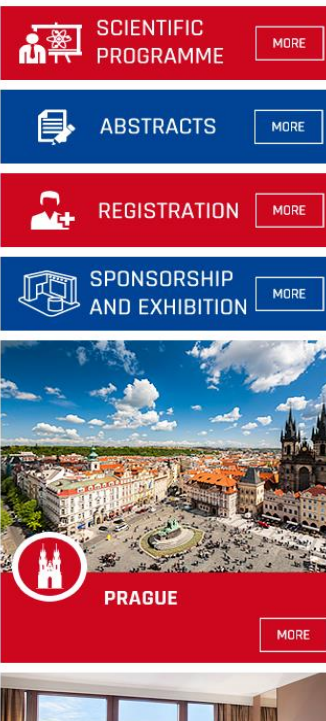 SCIENTIFIC
PROGRAMME
MORE
ABSTRACTS
MORE
REGISTRATION
MORE
SPONSORSHIP
AND EXHIBITION
MORE
PRAGUE
MORE